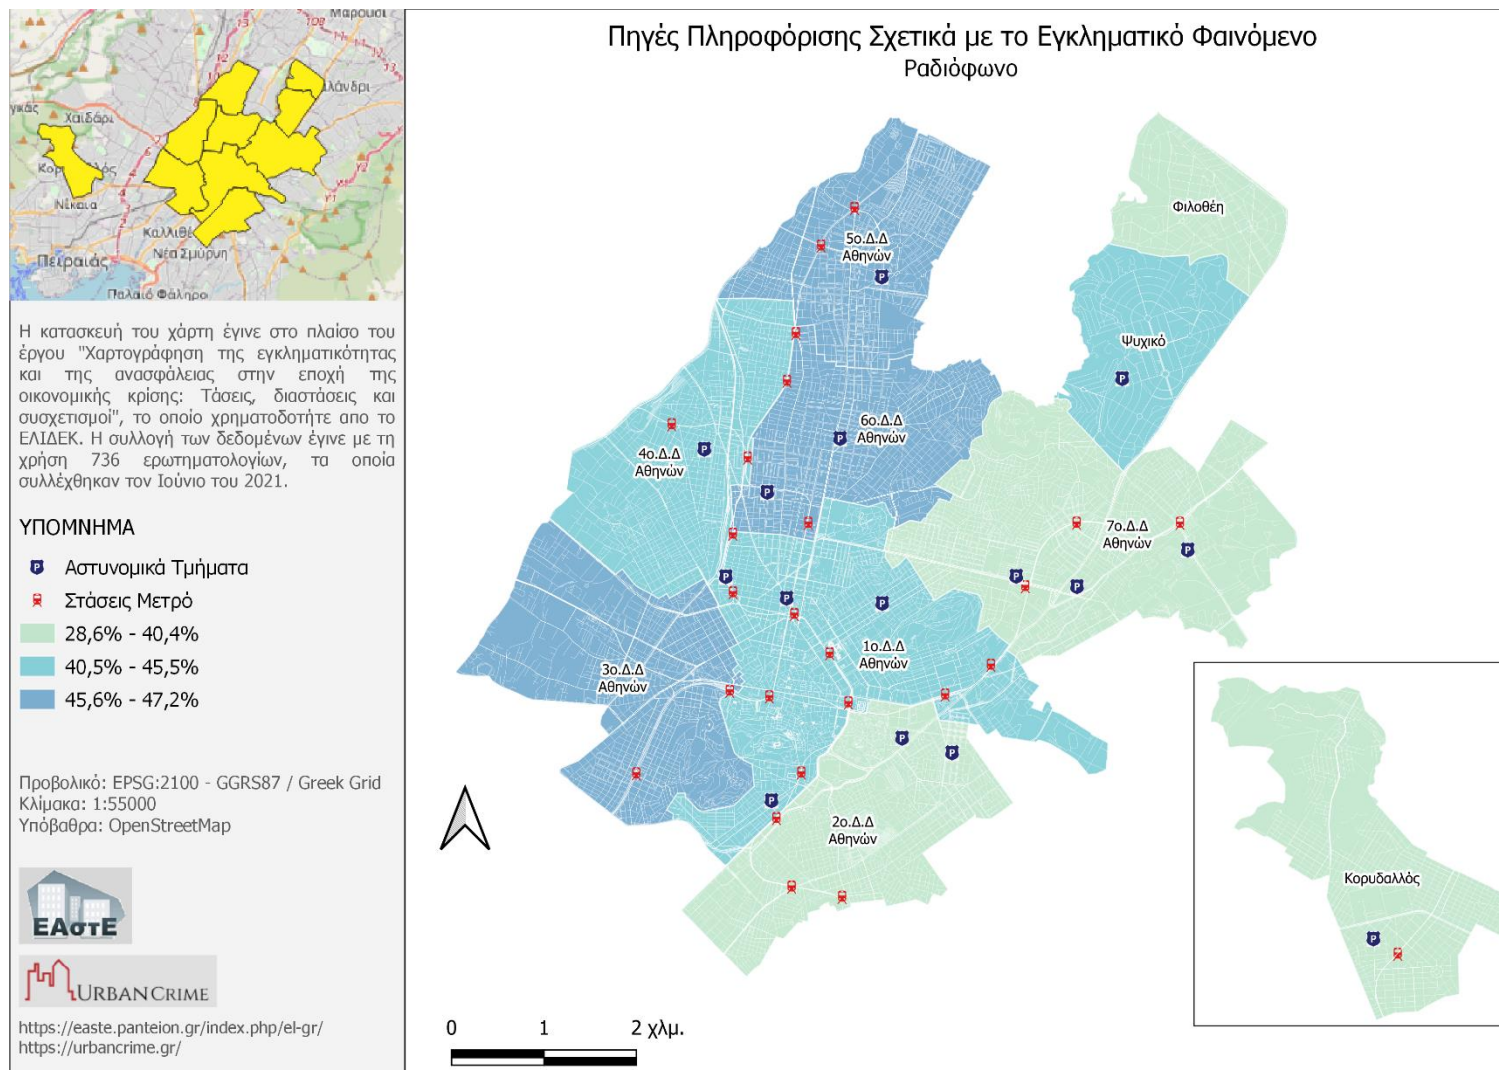 Πηγές Πληροφόρισης Σχετικά με το Εγκληματικό Φαινόμενο
Ραδιόφωνο
Μαρούσι
Χαϊδάρι
Νίκαια
Πειραιάς
Καλλιθέ
Νέα Σμύρνη
Παλαιό Φάληρο
λάνδρι
Η κατασκευή του χάρτη έγινε στο πλαίσο του
έργου "Χαρτογράφηση της εγκληματικότητας
και της ανασφάλειας στην εποχή της
οικονομικής κρίσης: Τάσεις, διαστάσεις και
συσχετισμοί", το οποίο χρηματοδοτήτε απο το
ΕΛΙΔΕΚ. Η συλλογή των δεδομένων έγινε με τη
χρήση 736 ερωτηματολογίων, τα οποία
συλλέχθηκαν τον Ιούνιο του 2021.
ΥΠΟΜΝΗΜΑ
Αστυνομικά Τμήματα
Στάσεις Μετρό
28,6% - 40,4%
40,5% - 45,5%
45,6% - 47,2%
Προβολικό: EPSG:2100 - GGRS87 / Greek Grid
Κλίμακα: 1:55000
Υπόβαθρα: OpenStreetMap
ΕΑστΕ
URBANCRIME
https://easte.panteion.gr/index.php/el-gr/
https://urbancrime.gr/
Φιλοθέη
5ο.Δ.Δ
Αθηνών
Ψυχικό
6ο.Δ.Δ
Αθηνών
4ο.Δ.Δ
Αθηνών
7ο.Δ.Δ
Αθηνών
1ο.Δ.Δ
Αθηνών
3ο.Δ.Δ
Αθηνών
2ο.Δ.Δ
Αθηνών
Κορυδαλλός
0 1 2 χλμ.